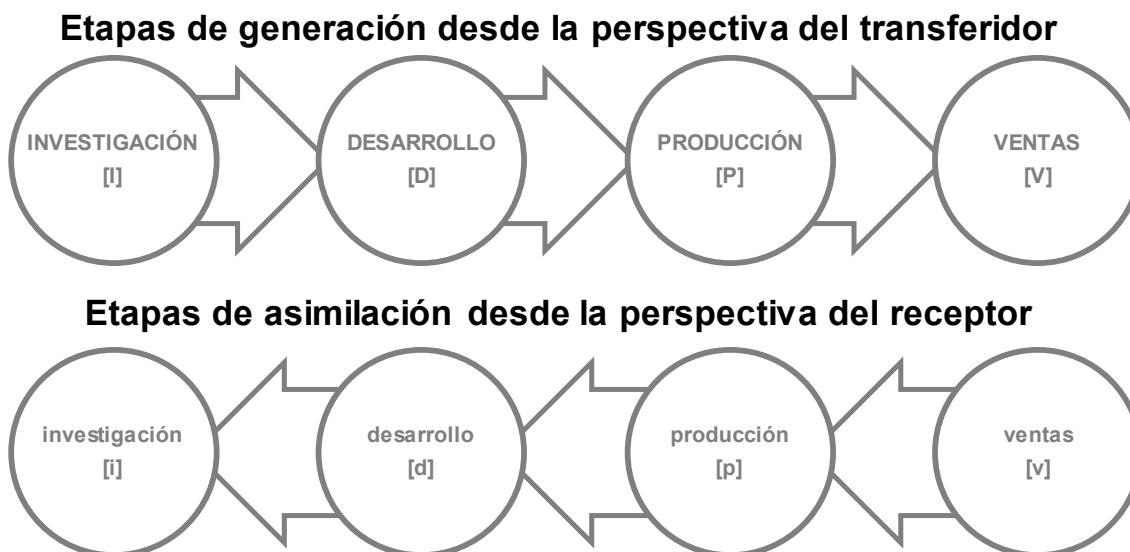 Etapas de generación desde la perspectiva del transferidor
INVESTIGACIÓN
[I]
DESARROLLO
[D]
PRODUCCIÓN
[P]
VENTAS
[V]
Etapas de asimilación desde la perspectiva del receptor
investigación
[i]
desarrollo
[d]
producción
[p]
ventas
[v]